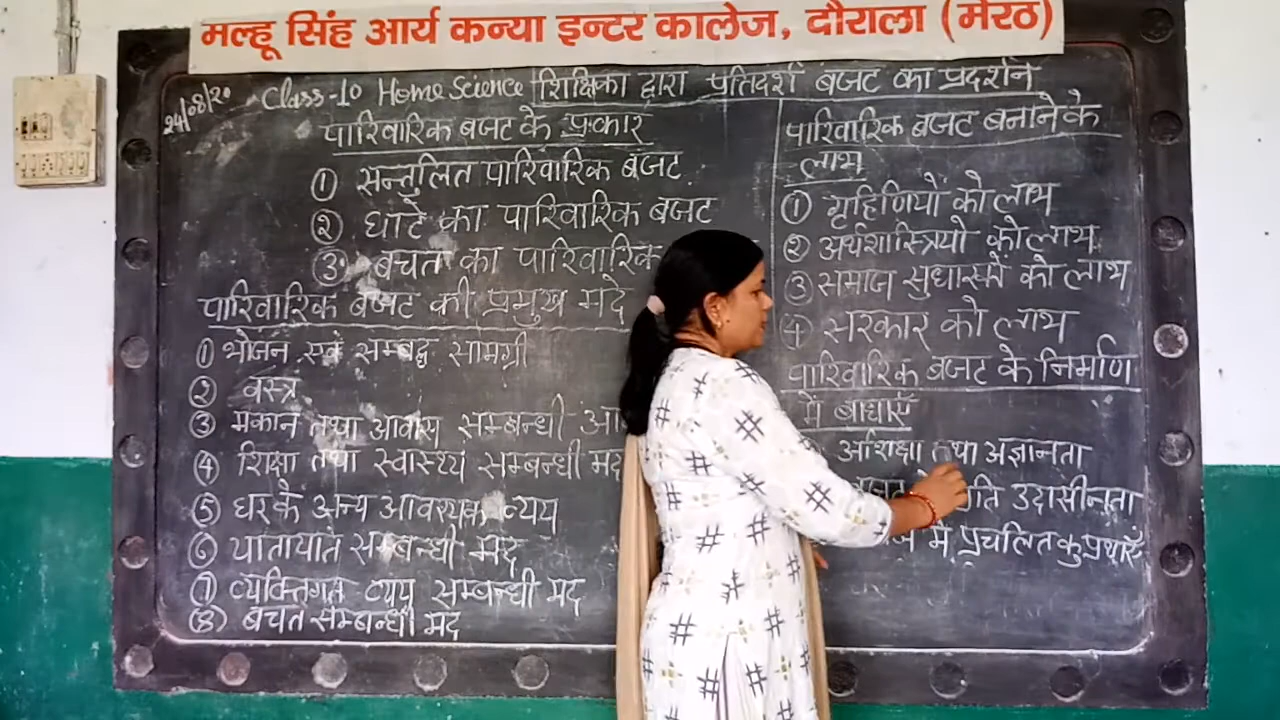 मल्हू सिंह आर्य कन्या इन्टर कालेज, दौराला (मेरठ)
24/08/20 Class-10 Home Science शिक्षिका द्वारा प्रतिदर्श बजट का प्रदर्शन
पारिवारिक बजट के प्रकार
① सन्तुलित पारिवारिक बजट
② घाटे का पारिवारिक बजट
③ बचत का पारिवारिक
पारिवारिक बजट की प्रमुख मदें
① भोजन एवं सम्बद्ध सामग्री
② वस्त्र
③ मकान तथा आवास सम्बन्धी
④ शिक्षा तथा स्वास्थ्य सम्बन्धी मद
⑤ घर के अन्य आवश्यक व्यय
⑥ यातायात सम्बन्धी मद
⑦ व्यक्तिगत व्यय सम्बन्धी मद
⑧ बचत सम्बन्धी मद
पारिवारिक बजट बनाने के
लाभ
① गृहिणियों को लाभ
② अर्थशास्त्रियों को लाभ
③ समाज सुधारकों को लाभ
④ सरकार को लाभ
पारिवारिक बजट के निर्माण
में बाधाएँ
अशिक्षा तथा अज्ञानता
उदासीनता
में प्रचलित कुप्रथाएँ